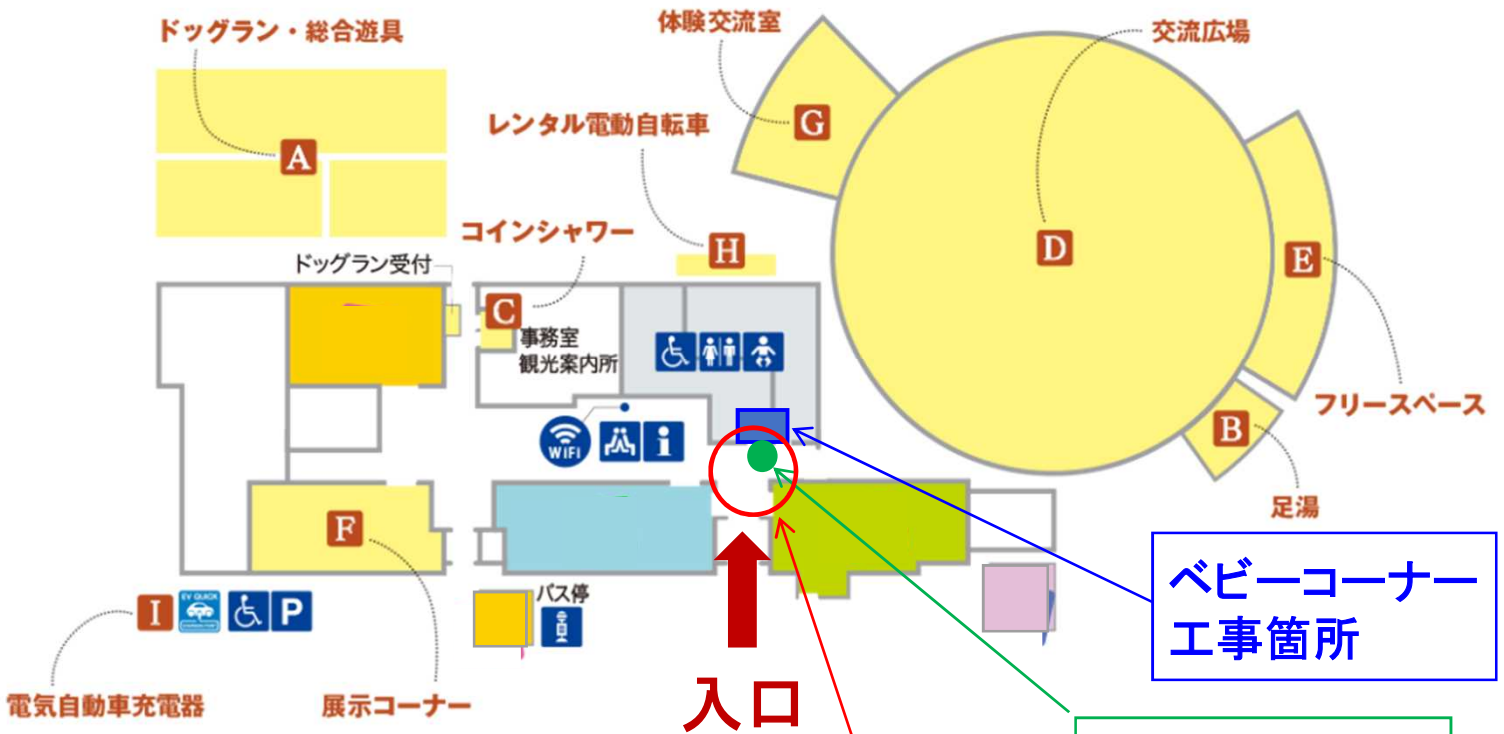 ドッグラン・総合遊具
体験交流室
交流広場
G
レンタル電動自転車
A
コインシャワー
H
D
E
ドッグラン受付
C
事務室
観光案内所
WiFi
i
フリースペース
B
足湯
F
ベビーコーナー
工事箇所
I
EV QUICK
P
バス停
電気自動車充電器
展示コーナー
入口